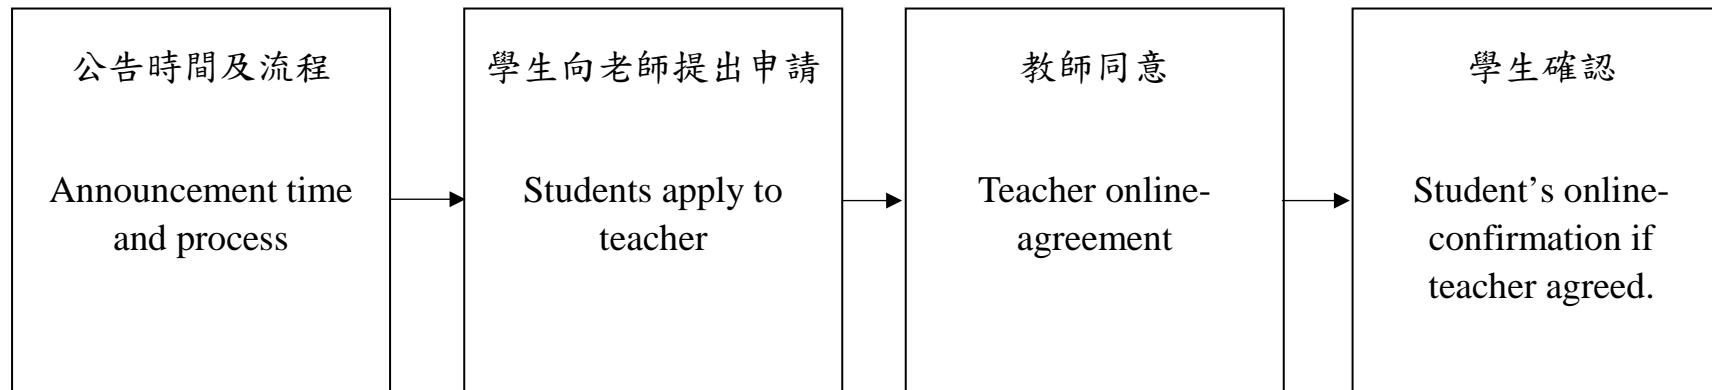 公告時間及流程
Announcement time
and process
學生向老師提出申請
Students apply to
teacher
教師同意
Teacher online-
agreement
學生確認
Student’s online-
confirmation if
teacher agreed.